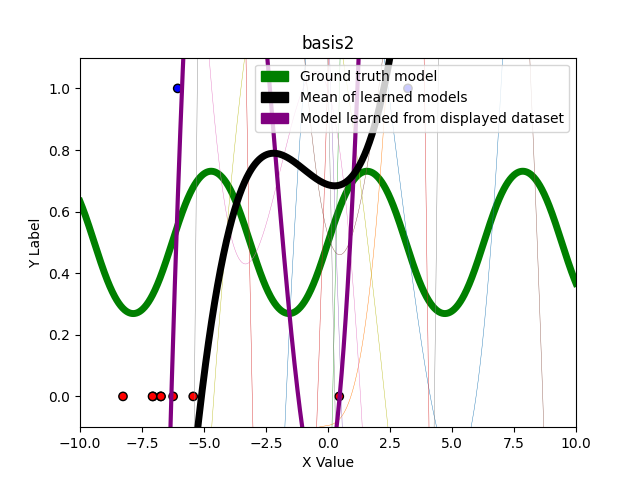 basis2
Ground truth model
Mean of learned models
Model learned from displayed dataset
Y Label
1.0
0.8
0.6
0.4
0.2
0.0
−10.0 −7.5 −5.0 −2.5 0.0 2.5 5.0 7.5 10.0
X Value